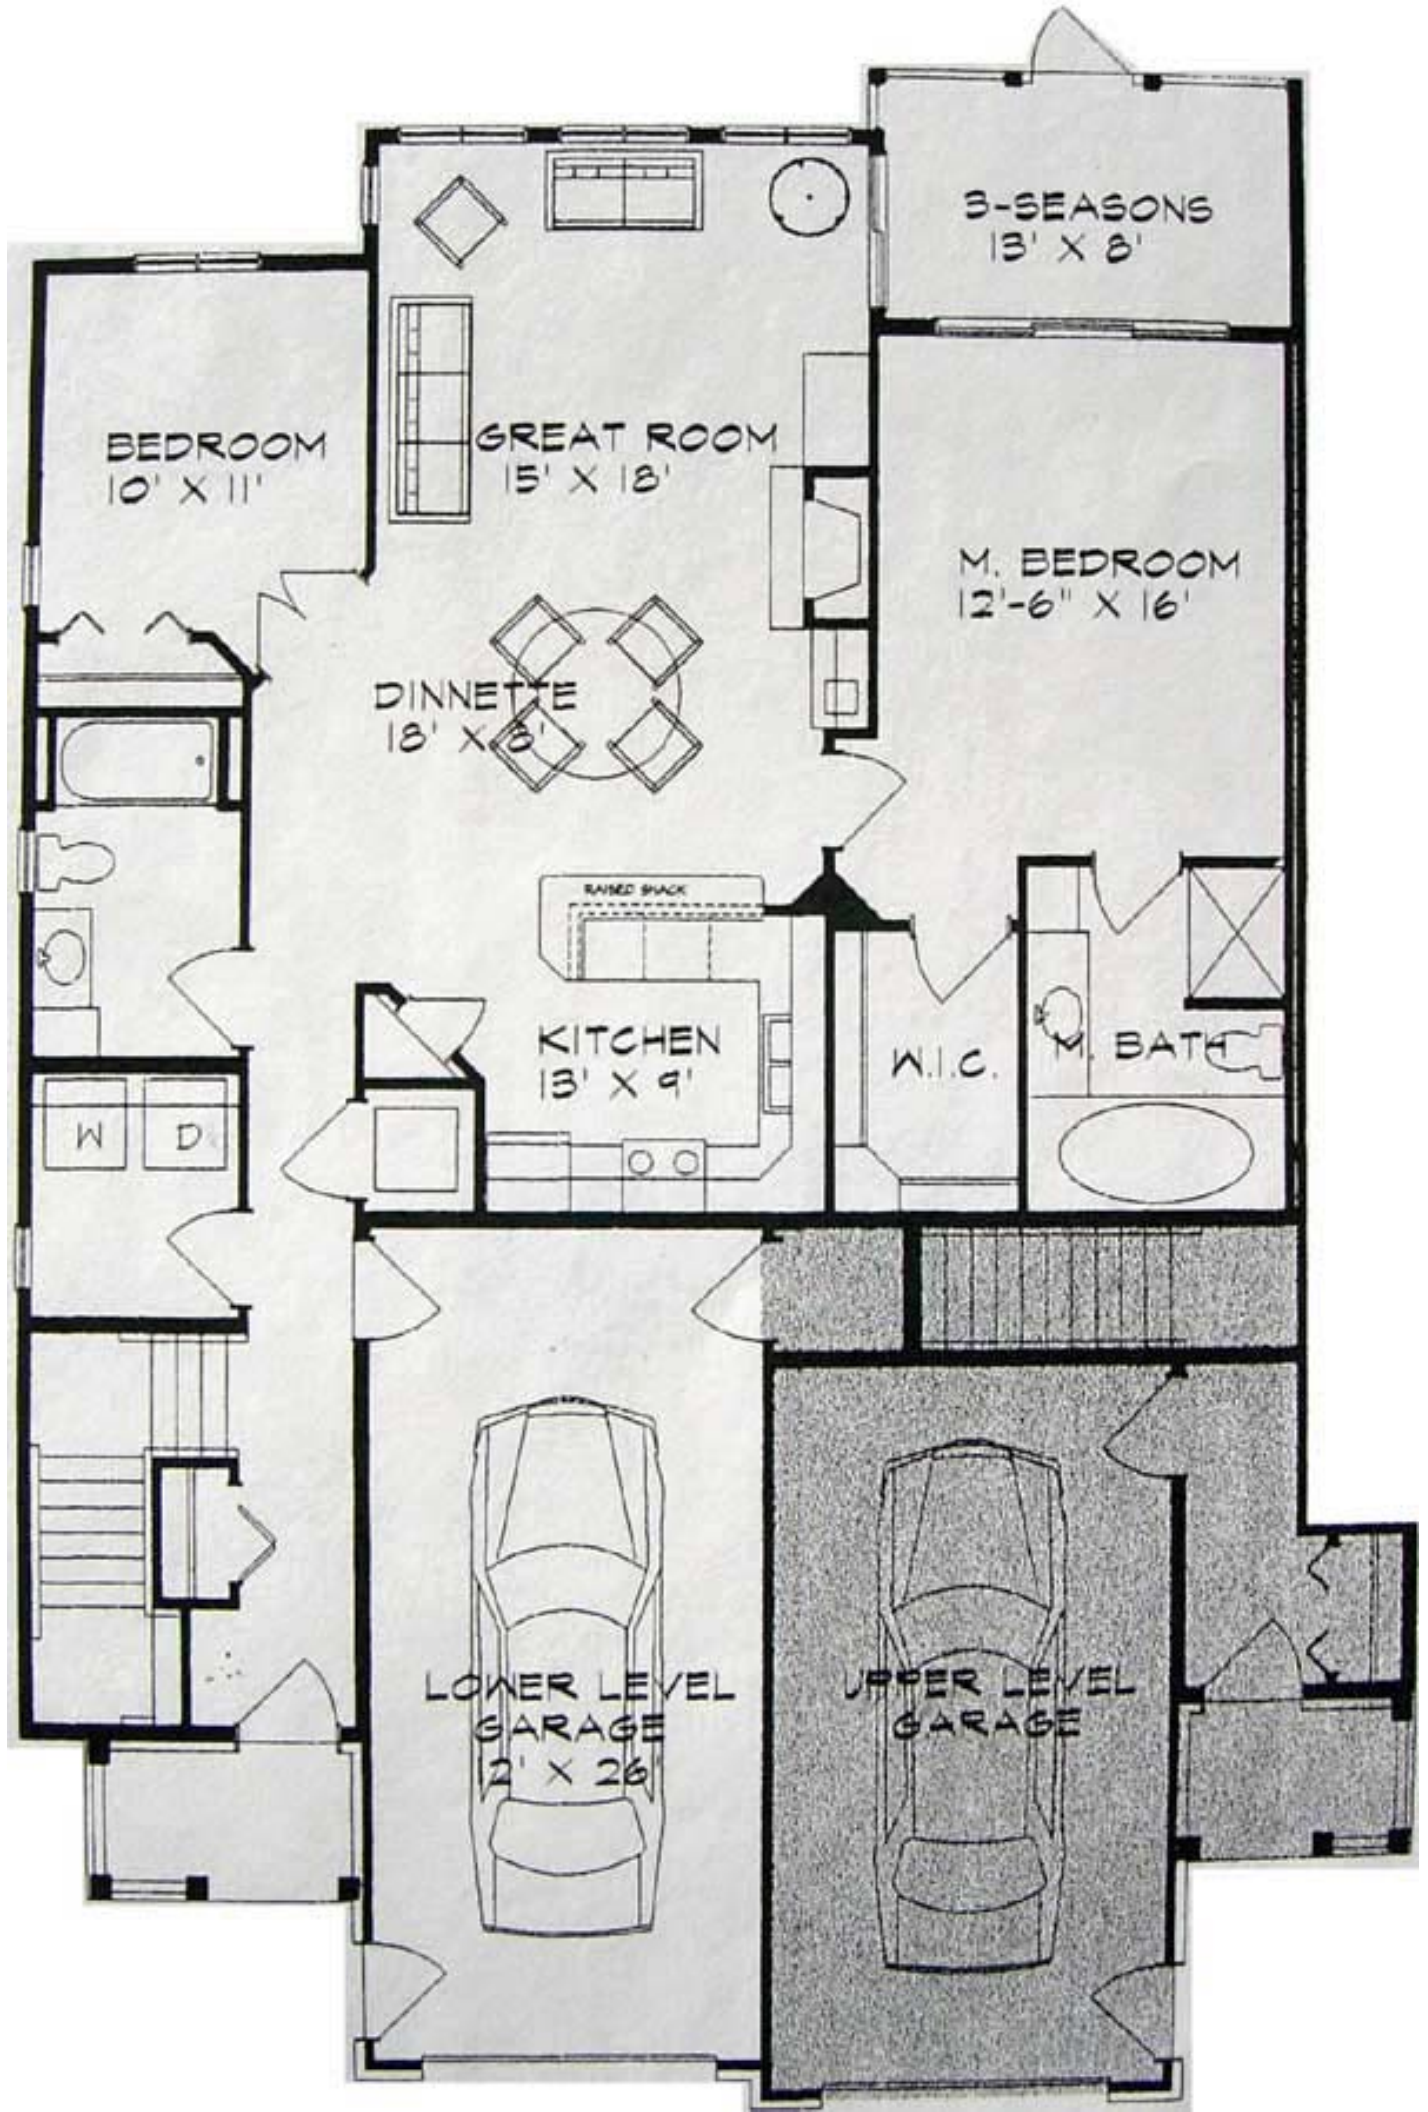 3-SEASONS
13' X 8'
BEDROOM
10' X 11'
GREAT ROOM
15' X 18'
M. BEDROOM
12'-6" X 16'
DINNETTE
18' X 8'
RAISED SNACK
KITCHEN
13' X 9'
W.I.C.
M. BATH
W D
LOWER LEVEL
GARAGE
12' X 26'
UPPER LEVEL
GARAGE